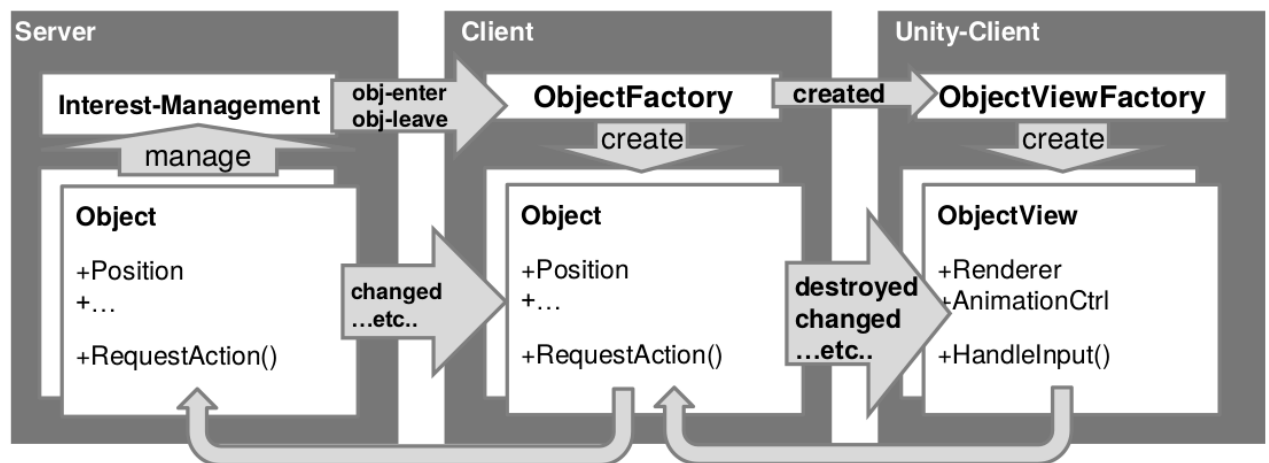 Server
Interest-Management
manage
Object
+Position
+…
+RequestAction()
obj-enter
obj-leave
changed
…etc..
Client
ObjectFactory
create
Object
+Position
+…
+RequestAction()
created
destroyed
changed
…etc..
Unity-Client
ObjectViewFactory
create
ObjectView
+Renderer
+AnimationCtrl
+HandleInput()